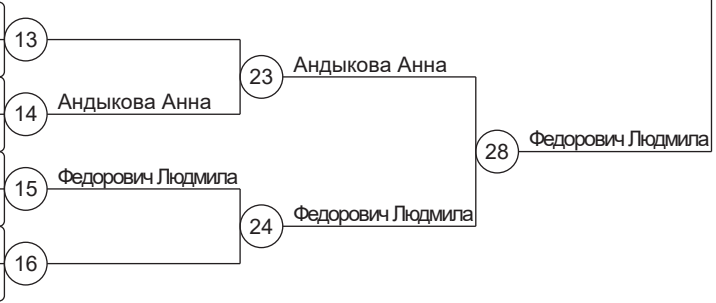 13
23 Андыкова Анна
14 Андыкова Анна
28 Федорович Людмила
15 Федорович Людмила
24 Федорович Людмила
16